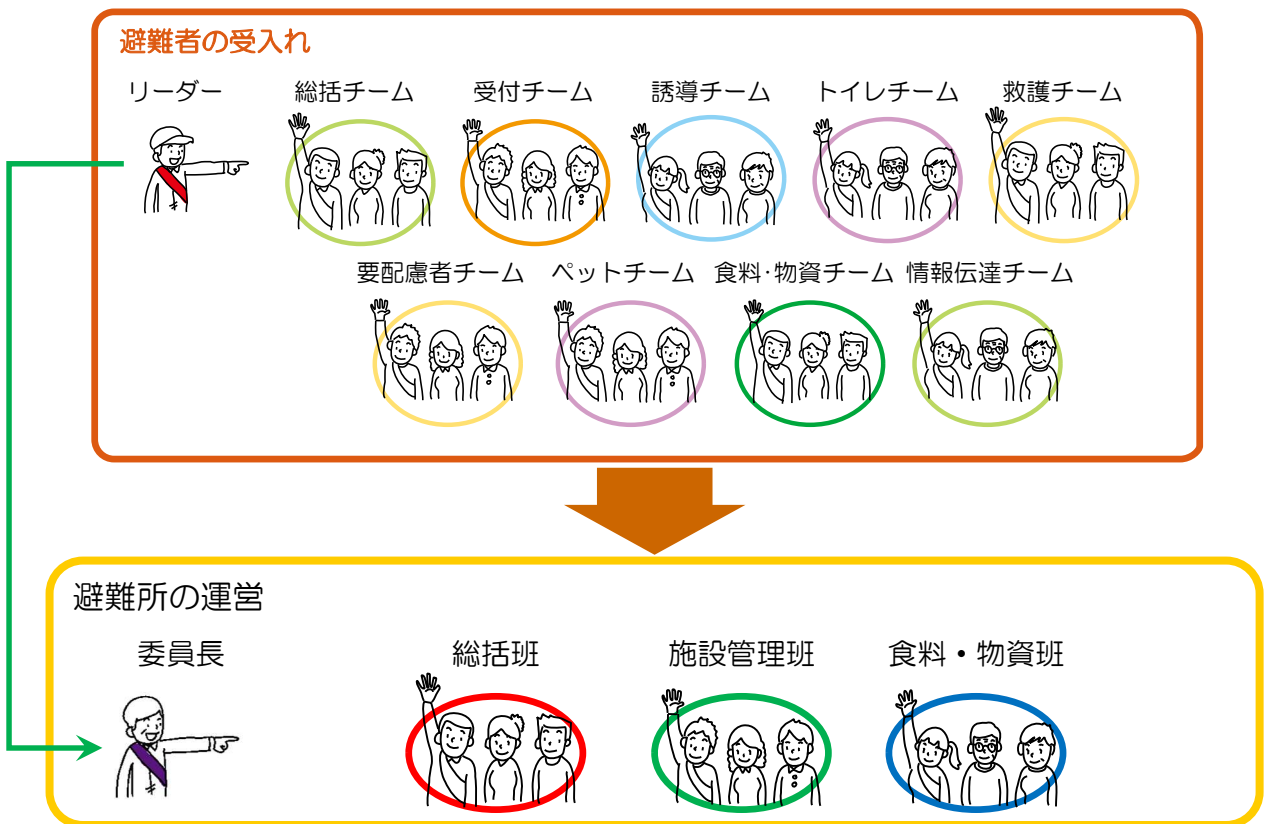 避難者の受入れ
リーダー 総括チーム 受付チーム 誘導チーム トイレチーム 救護チーム
要配慮者チーム ペットチーム 食料・物資チーム 情報伝達チーム
避難所の運営
委員長 総括班 施設管理班 食料・物資班